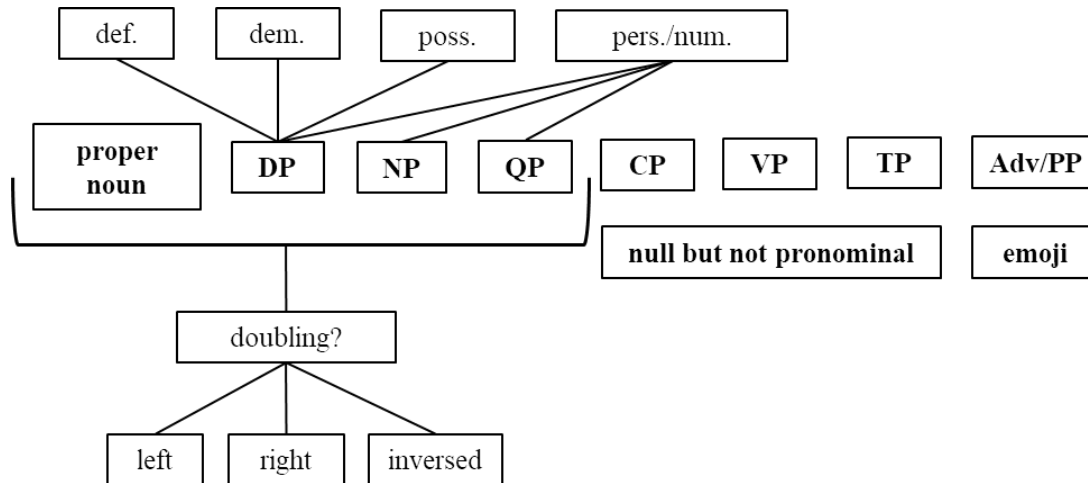 def.
dem.
poss.
pers./num.
proper
noun
DP
NP
QP
CP
VP
TP
Adv/PP
null but not pronominal
emoji
doubling?
left
right
inversed